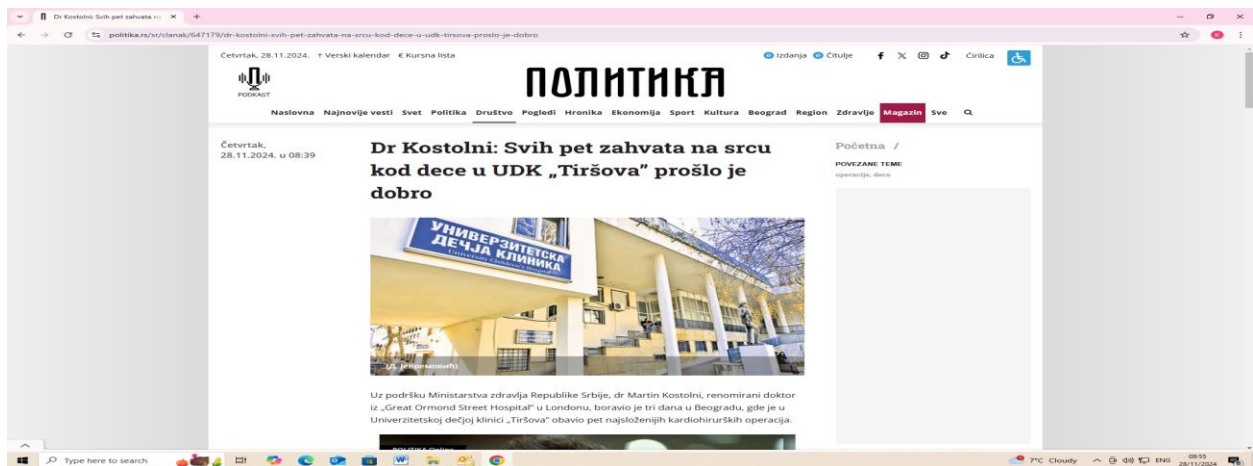 Dr Kostolni: Svih pet zahvata na
politika.rs/sr/clanak/647179/dr-kostolni-svih-pet-zahvata-na-srcu-kod-dece-u-udk-tirsova-proslo-je-dobro
Četvrtak, 28.11.2024. Verski kalendar € Kursna lista
Izdanja Čitulje Ćirilica
PODKAST
ПОЛИТИКА
Naslovna Najnovije vesti Svet Politika Društvo Pogledi Hronika Ekonomija Sport Kultura Beograd Region Zdravlje Magazin Sve
Četvrtak,
28.11.2024. u 08:39
Dr Kostolni: Svih pet zahvata na srcu
kod dece u UDK „Tiršova” prošlo je
dobro
Početna /
POVEZANE TEME
operacije, deca
УНИВЕРЗИТЕТСКА
ДЕЧЈА КЛИНИКА
University Children's Hospital
(Д. Јевремовић)
Uz podršku Ministarstva zdravlja Republike Srbije, dr Martin Kostolni, renomirani doktor
iz „Great Ormond Street Hospital" u Londonu, boravio je tri dana u Beogradu, gde je u
Univerzitetskoj dečjoj klinici „Tiršova" obavio pet najsloženijih kardiohirurških operacija.
POLITIKA Online
Type here to search
7°C Cloudy
ENG
08:55
28/11/2024